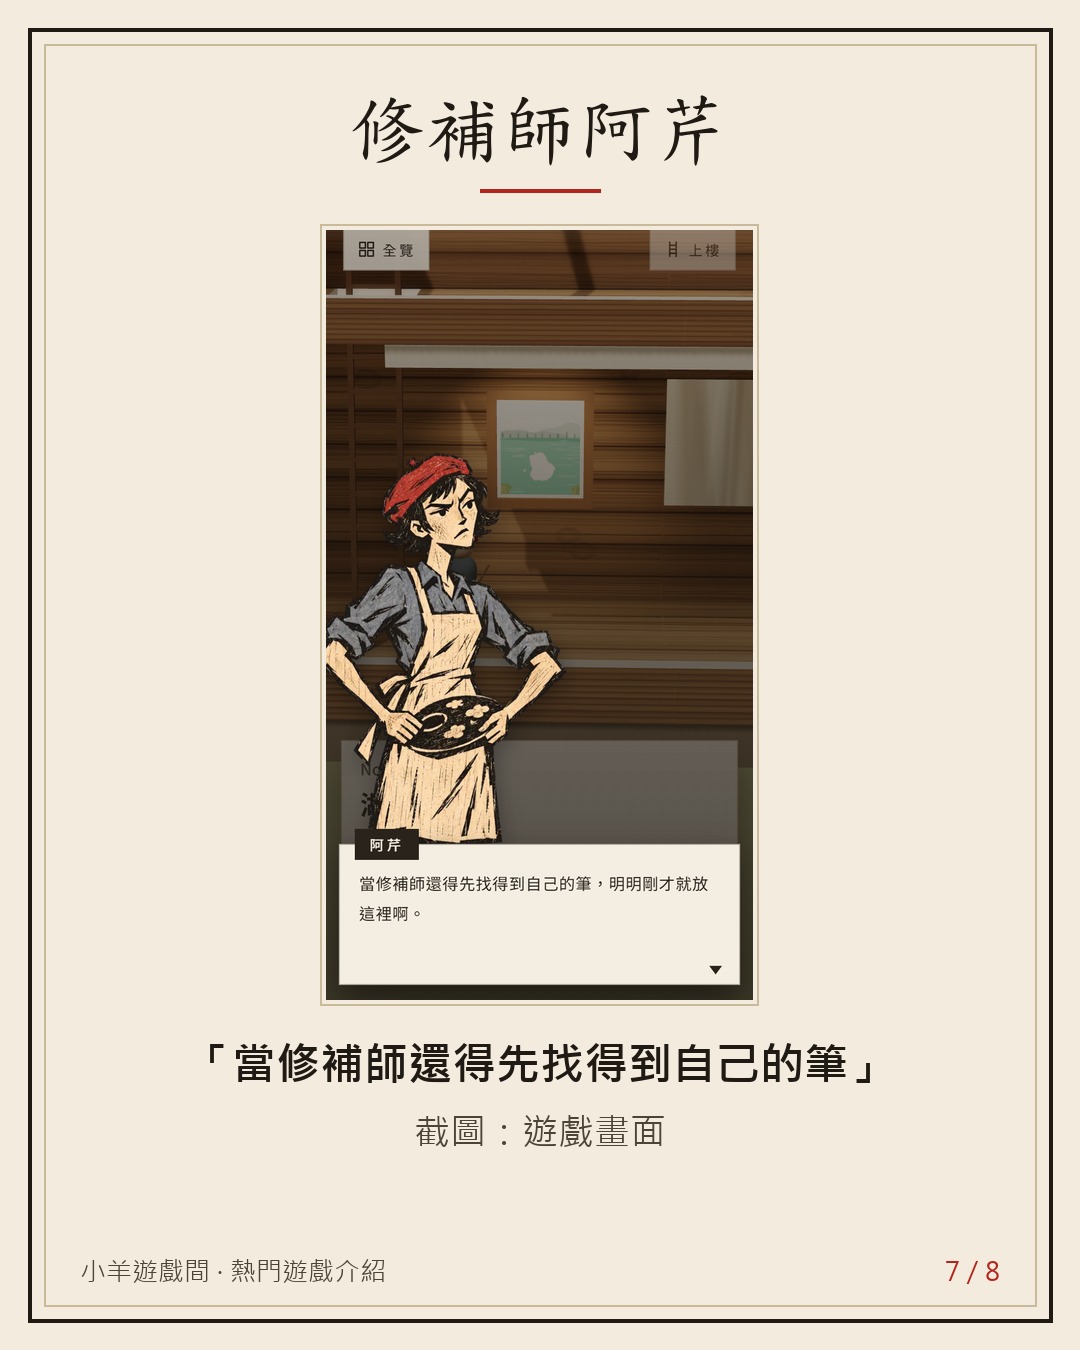 修補師阿芹
全覽
上樓
No
阿芹
當修補師還得先找得到自己的筆，明明剛才就放
這裡啊。
「當修補師還得先找得到自己的筆」
截圖：遊戲畫面
小羊遊戲間·熱門遊戲介紹
7/8